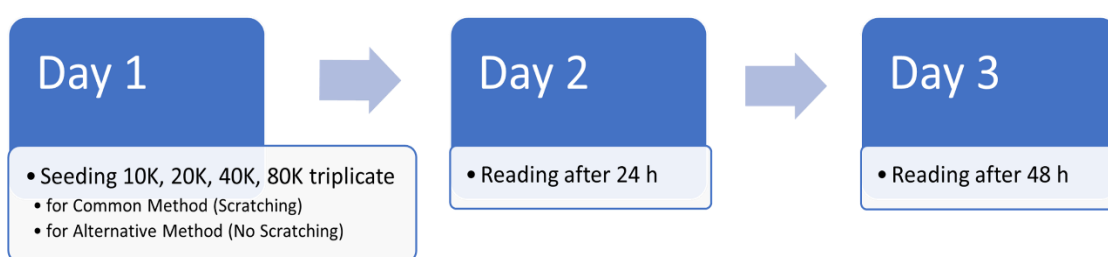 Day 1
• Seeding 10K, 20K, 40K, 80K triplicate
• for Common Method (Scratching)
• for Alternative Method (No Scratching)
Day 2
• Reading after 24 h
Day 3
• Reading after 48 h